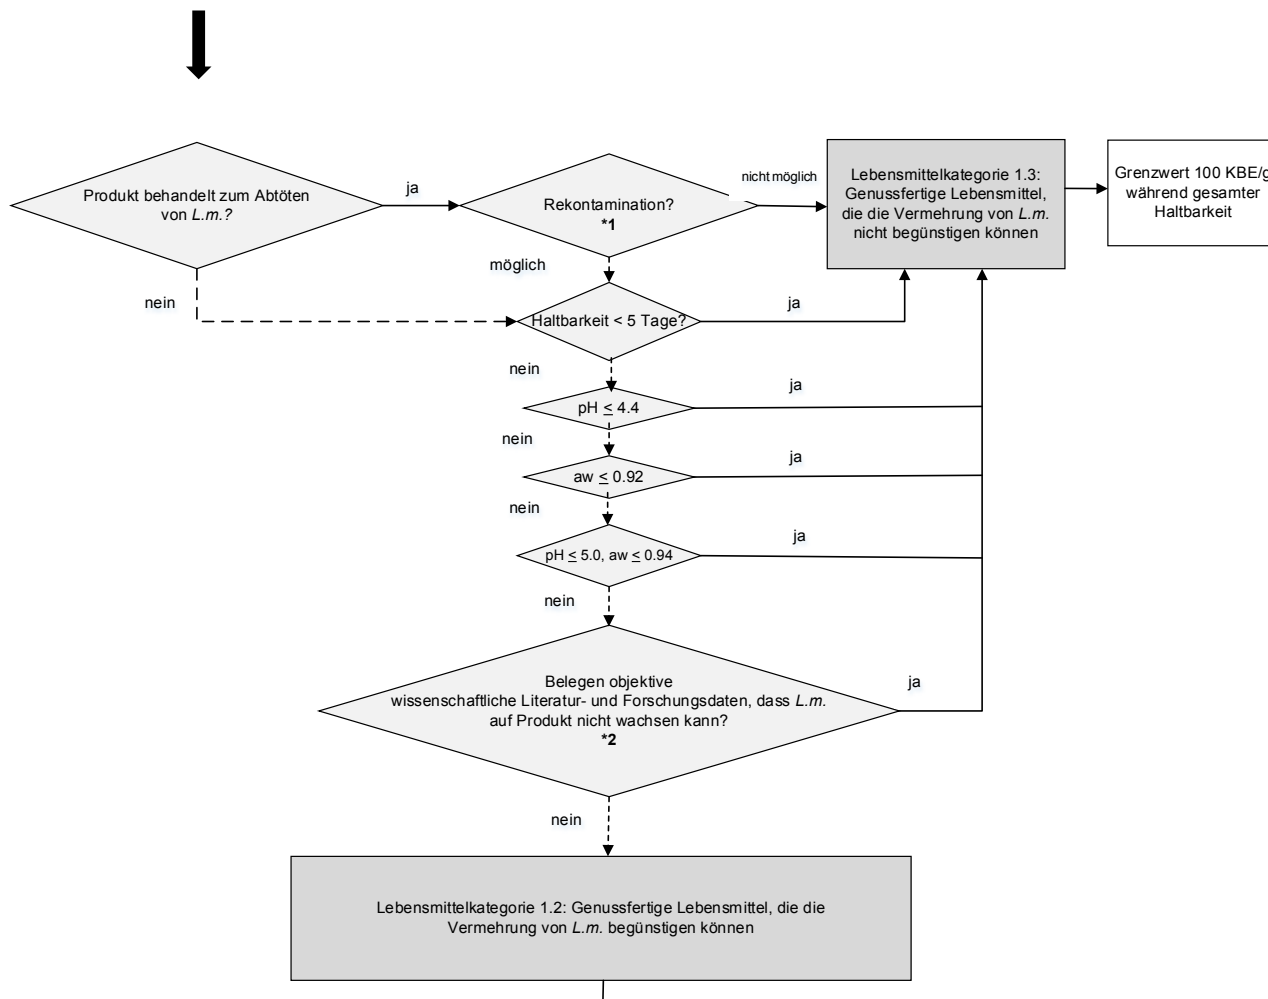 Produkt behandelt zum Abtöten
von L.m.?
ja
Rekontamination?
*1
nicht möglich
Lebensmittelkategorie 1.3:
Genussfertige Lebensmittel,
die die Vermehrung von L.m.
nicht begünstigen können
Grenzwert 100 KBE/g
während gesamter
Haltbarkeit
möglich
nein
Haltbarkeit < 5 Tage?
ja
nein
pH ≤ 4.4
ja
nein
aw ≤ 0.92
ja
nein
pH ≤ 5.0, aw ≤ 0.94
ja
nein
Belegen objektive
wissenschaftliche Literatur- und Forschungsdaten, dass L.m.
auf Produkt nicht wachsen kann?
*2
ja
nein
Lebensmittelkategorie 1.2: Genussfertige Lebensmittel, die die
Vermehrung von L.m. begünstigen können